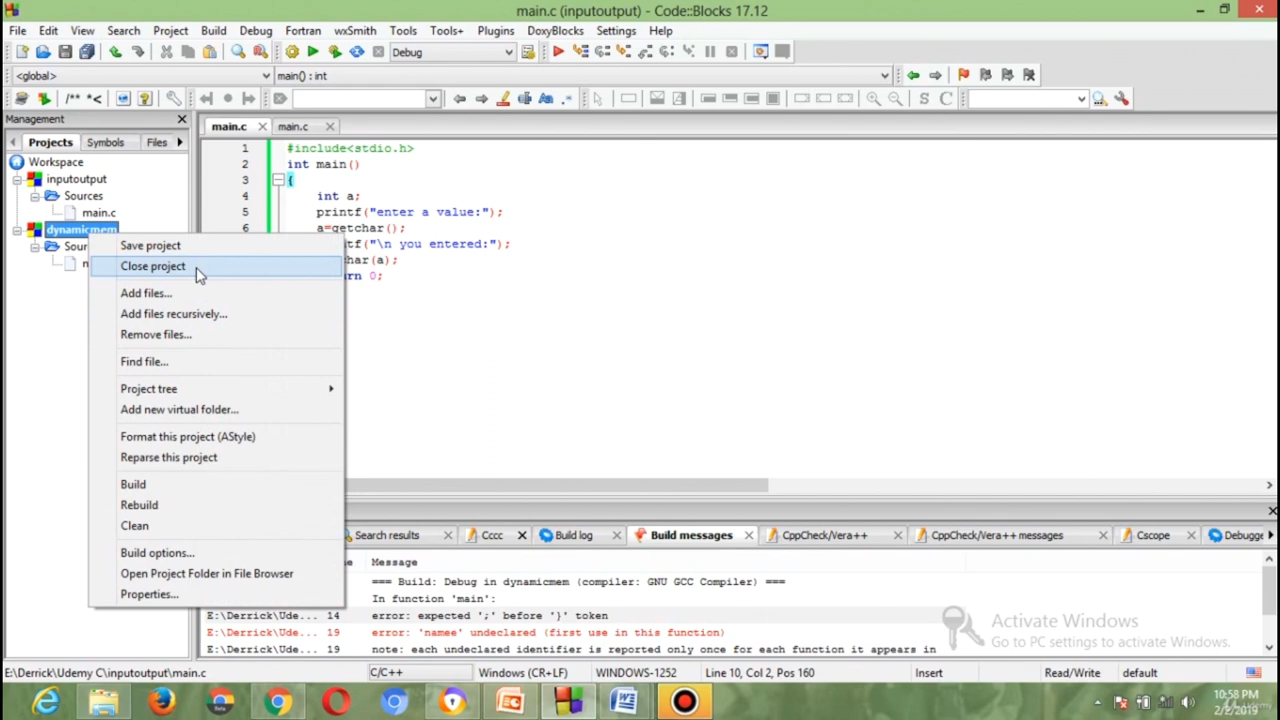 main.c (inputoutput) - Code::Blocks 17.12
File Edit View Search Project Build Debug Fortran wxSmith Tools Tools+ Plugins DoxyBlocks Settings Help
Debug
<global> main() : int
/** *<
S C
Management
main.c main.c
Projects Symbols Files
Workspace
inputoutput
Sources
main.c
dynamicmem
Save project
Close project
Add files...
Add files recursively...
Remove files...
Find file...
Project tree
Add new virtual folder...
Format this project (AStyle)
Reparse this project
Build
Rebuild
Clean
Build options...
Open Project Folder in File Browser
Properties...
1 #include<stdio.h>
2 int main()
3 {
4 int a;
5 printf("enter a value:");
6 a=getchar();
tf("\n you entered:");
char(a);
rn 0;
Search results Cccc Build log Build messages CppCheck/Vera++ CppCheck/Vera++ messages Cscope Debugge
Message
=== Build: Debug in dynamicmem (compiler: GNU GCC Compiler) ===
In function 'main':
E:\Derrick\Ude... 14 error: expected ';' before '}' token
E:\Derrick\Ude... 19 error: 'namee' undeclared (first use in this function)
E:\Derrick\Ude... 19 note: each undeclared identifier is reported only once for each function it appears in
Activate Windows
Go to PC settings to activate Windows.
E:\Derrick\Udemy C\inputoutput\main.c C/C++ Windows (CR+LF) WINDOWS-1252 Line 10, Col 2, Pos 160 Insert Read/Write default
10:58 PM
2/2/2019